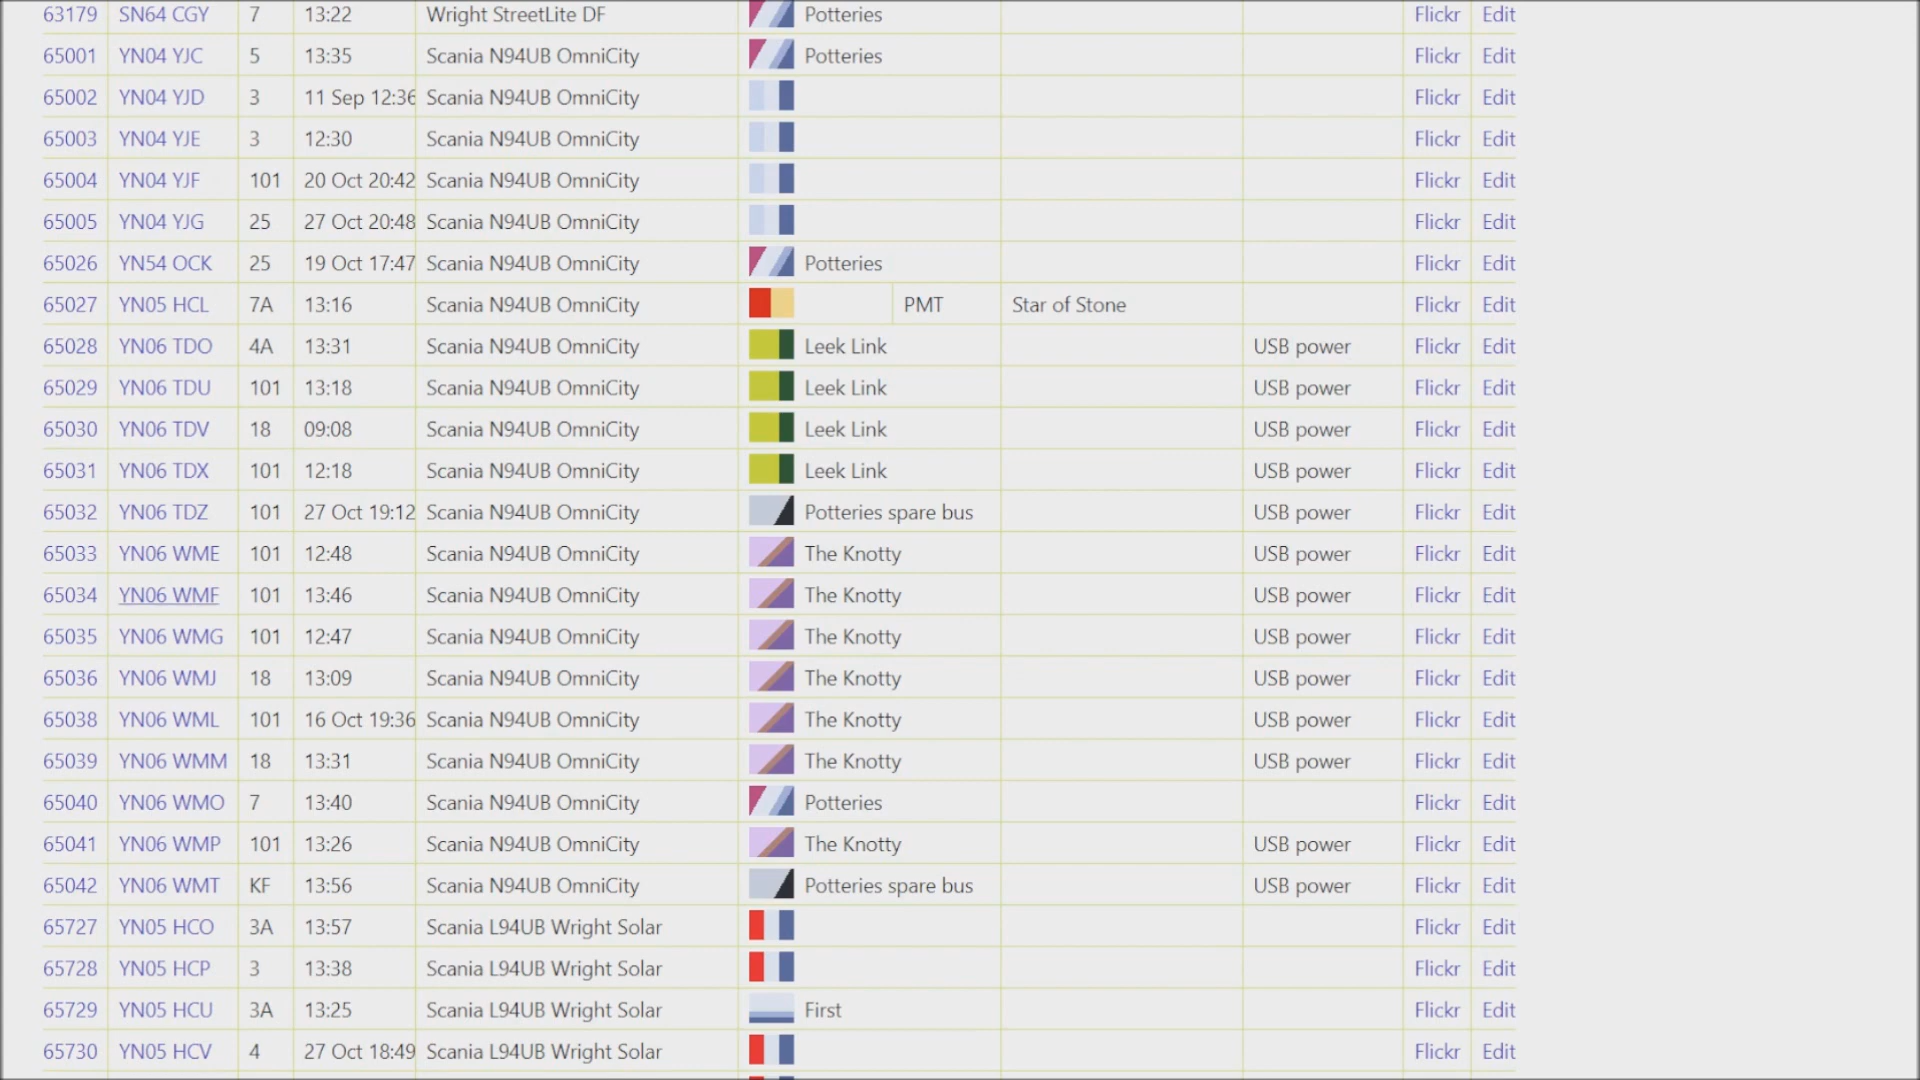 63179 SN64 CGY 7 13:22 Wright StreetLite DF Potteries Flickr Edit
65001 YN04 YJC 5 13:35 Scania N94UB OmniCity Potteries Flickr Edit
65002 YN04 YJD 3 11 Sep 12:36 Scania N94UB OmniCity Flickr Edit
65003 YN04 YJE 3 12:30 Scania N94UB OmniCity Flickr Edit
65004 YN04 YJF 101 20 Oct 20:42 Scania N94UB OmniCity Flickr Edit
65005 YN04 YJG 25 27 Oct 20:48 Scania N94UB OmniCity Flickr Edit
65026 YN54 OCK 25 19 Oct 17:47 Scania N94UB OmniCity Potteries Flickr Edit
65027 YN05 HCL 7A 13:16 Scania N94UB OmniCity PMT Star of Stone Flickr Edit
65028 YN06 TDO 4A 13:31 Scania N94UB OmniCity Leek Link USB power Flickr Edit
65029 YN06 TDU 101 13:18 Scania N94UB OmniCity Leek Link USB power Flickr Edit
65030 YN06 TDV 18 09:08 Scania N94UB OmniCity Leek Link USB power Flickr Edit
65031 YN06 TDX 101 12:18 Scania N94UB OmniCity Leek Link USB power Flickr Edit
65032 YN06 TDZ 101 27 Oct 19:12 Scania N94UB OmniCity Potteries spare bus USB power Flickr Edit
65033 YN06 WME 101 12:48 Scania N94UB OmniCity The Knotty USB power Flickr Edit
65034 YN06 WMF 101 13:46 Scania N94UB OmniCity The Knotty USB power Flickr Edit
65035 YN06 WMG 101 12:47 Scania N94UB OmniCity The Knotty USB power Flickr Edit
65036 YN06 WMJ 18 13:09 Scania N94UB OmniCity The Knotty USB power Flickr Edit
65038 YN06 WML 101 16 Oct 19:36 Scania N94UB OmniCity The Knotty USB power Flickr Edit
65039 YN06 WMM 18 13:31 Scania N94UB OmniCity The Knotty USB power Flickr Edit
65040 YN06 WMO 7 13:40 Scania N94UB OmniCity Potteries Flickr Edit
65041 YN06 WMP 101 13:26 Scania N94UB OmniCity The Knotty USB power Flickr Edit
65042 YN06 WMT KF 13:56 Scania N94UB OmniCity Potteries spare bus USB power Flickr Edit
65727 YN05 HCO 3A 13:57 Scania L94UB Wright Solar Flickr Edit
65728 YN05 HCP 3 13:38 Scania L94UB Wright Solar Flickr Edit
65729 YN05 HCU 3A 13:25 Scania L94UB Wright Solar First Flickr Edit
65730 YN05 HCV 4 27 Oct 18:49 Scania L94UB Wright Solar Flickr Edit